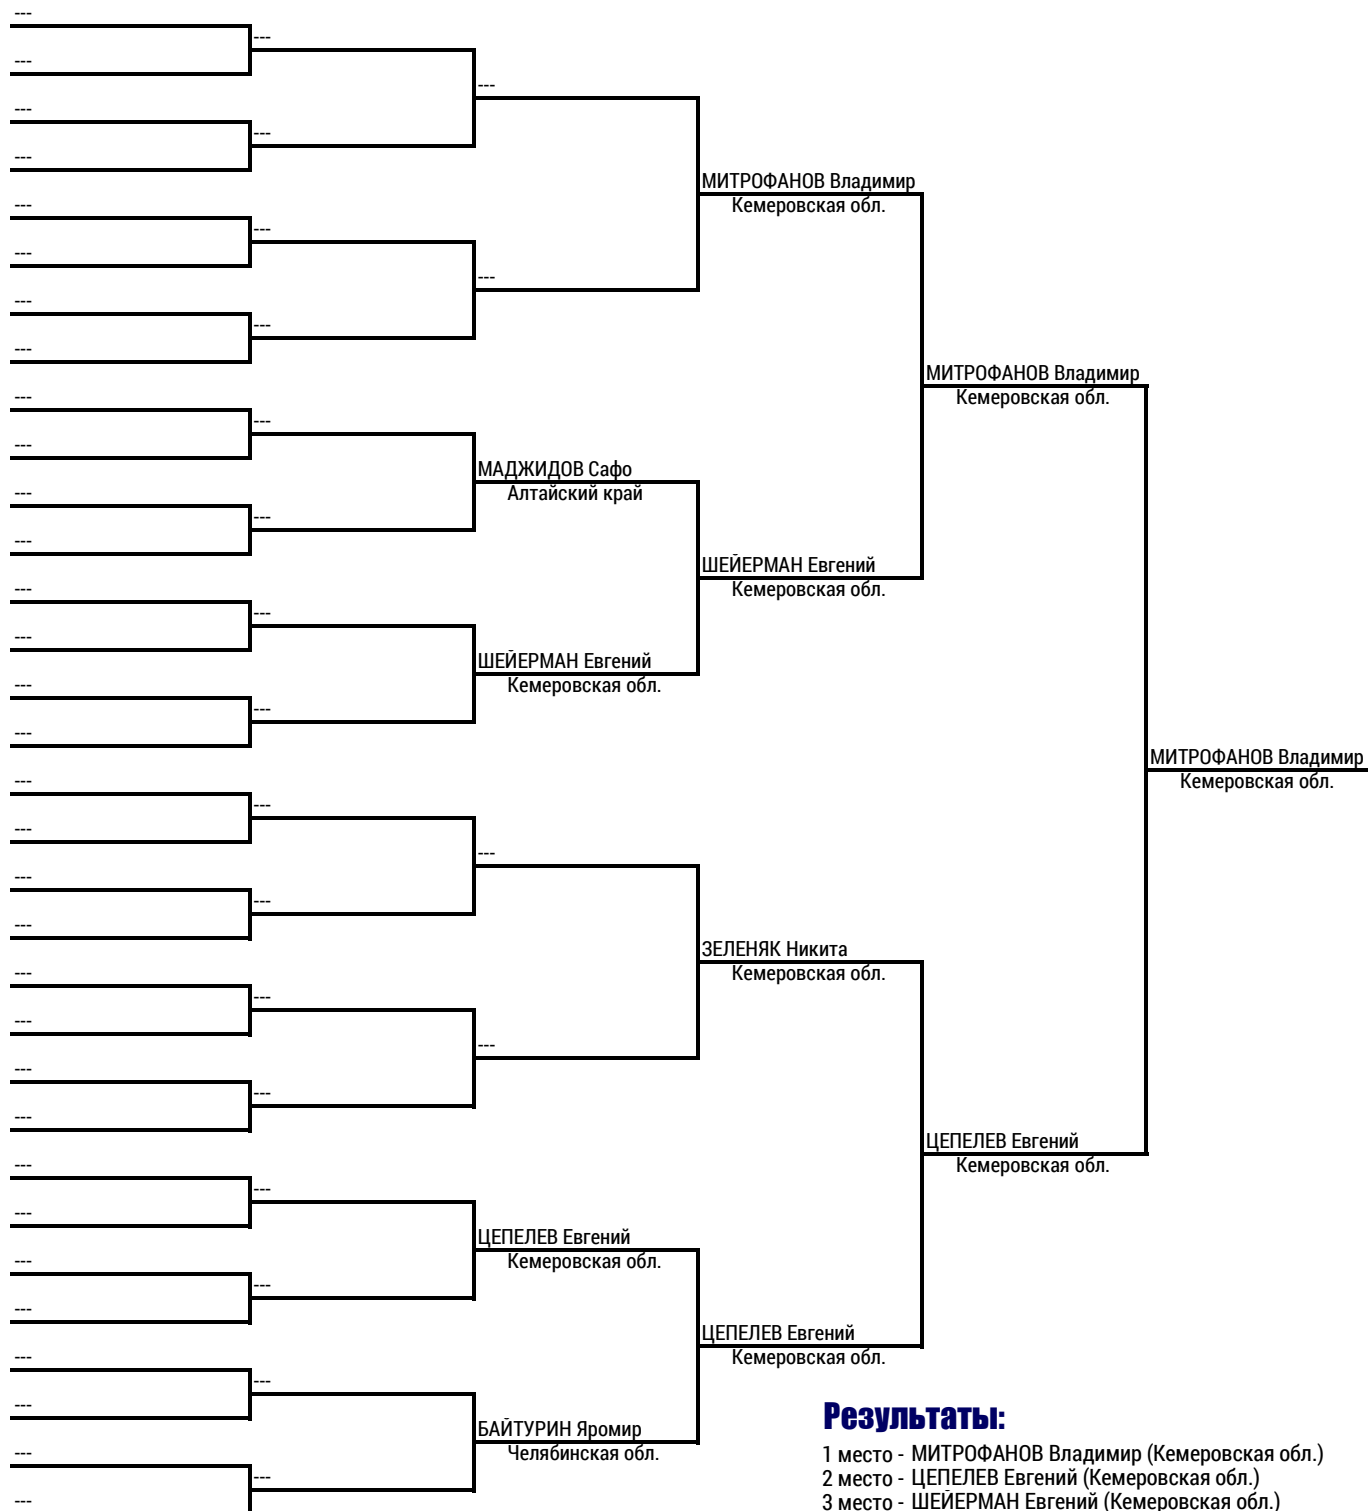 ---
---
---
---
---
---
---
---
---
---
---
---
---
---
МИТРОФАНОВ Владимир
Кемеровская обл.
---
---
---
---
МАДЖИДОВ Сафо
Алтайский край
---
---
---
---
---
---
---
---
ШЕЙЕРМАН Евгений
Кемеровская обл.
---
---
---
---
ШЕЙЕРМАН Евгений
Кемеровская обл.
МИТРОФАНОВ Владимир
Кемеровская обл.
---
---
---
---
---
---
---
---
---
---
---
---
---
---
ЗЕЛЕНЯК Никита
Кемеровская обл.
---
---
---
---
ЦЕПЕЛЕВ Евгений
Кемеровская обл.
---
---
---
---
---
---
---
---
БАЙТУРИН Яромир
Челябинская обл.
ЦЕПЕЛЕВ Евгений
Кемеровская обл.
ЦЕПЕЛЕВ Евгений
Кемеровская обл.
МИТРОФАНОВ Владимир
Кемеровская обл.
Результаты:
1 место - МИТРОФАНОВ Владимир (Кемеровская обл.)
2 место - ЦЕПЕЛЕВ Евгений (Кемеровская обл.)
3 место - ШЕЙЕРМАН Евгений (Кемеровская обл.)